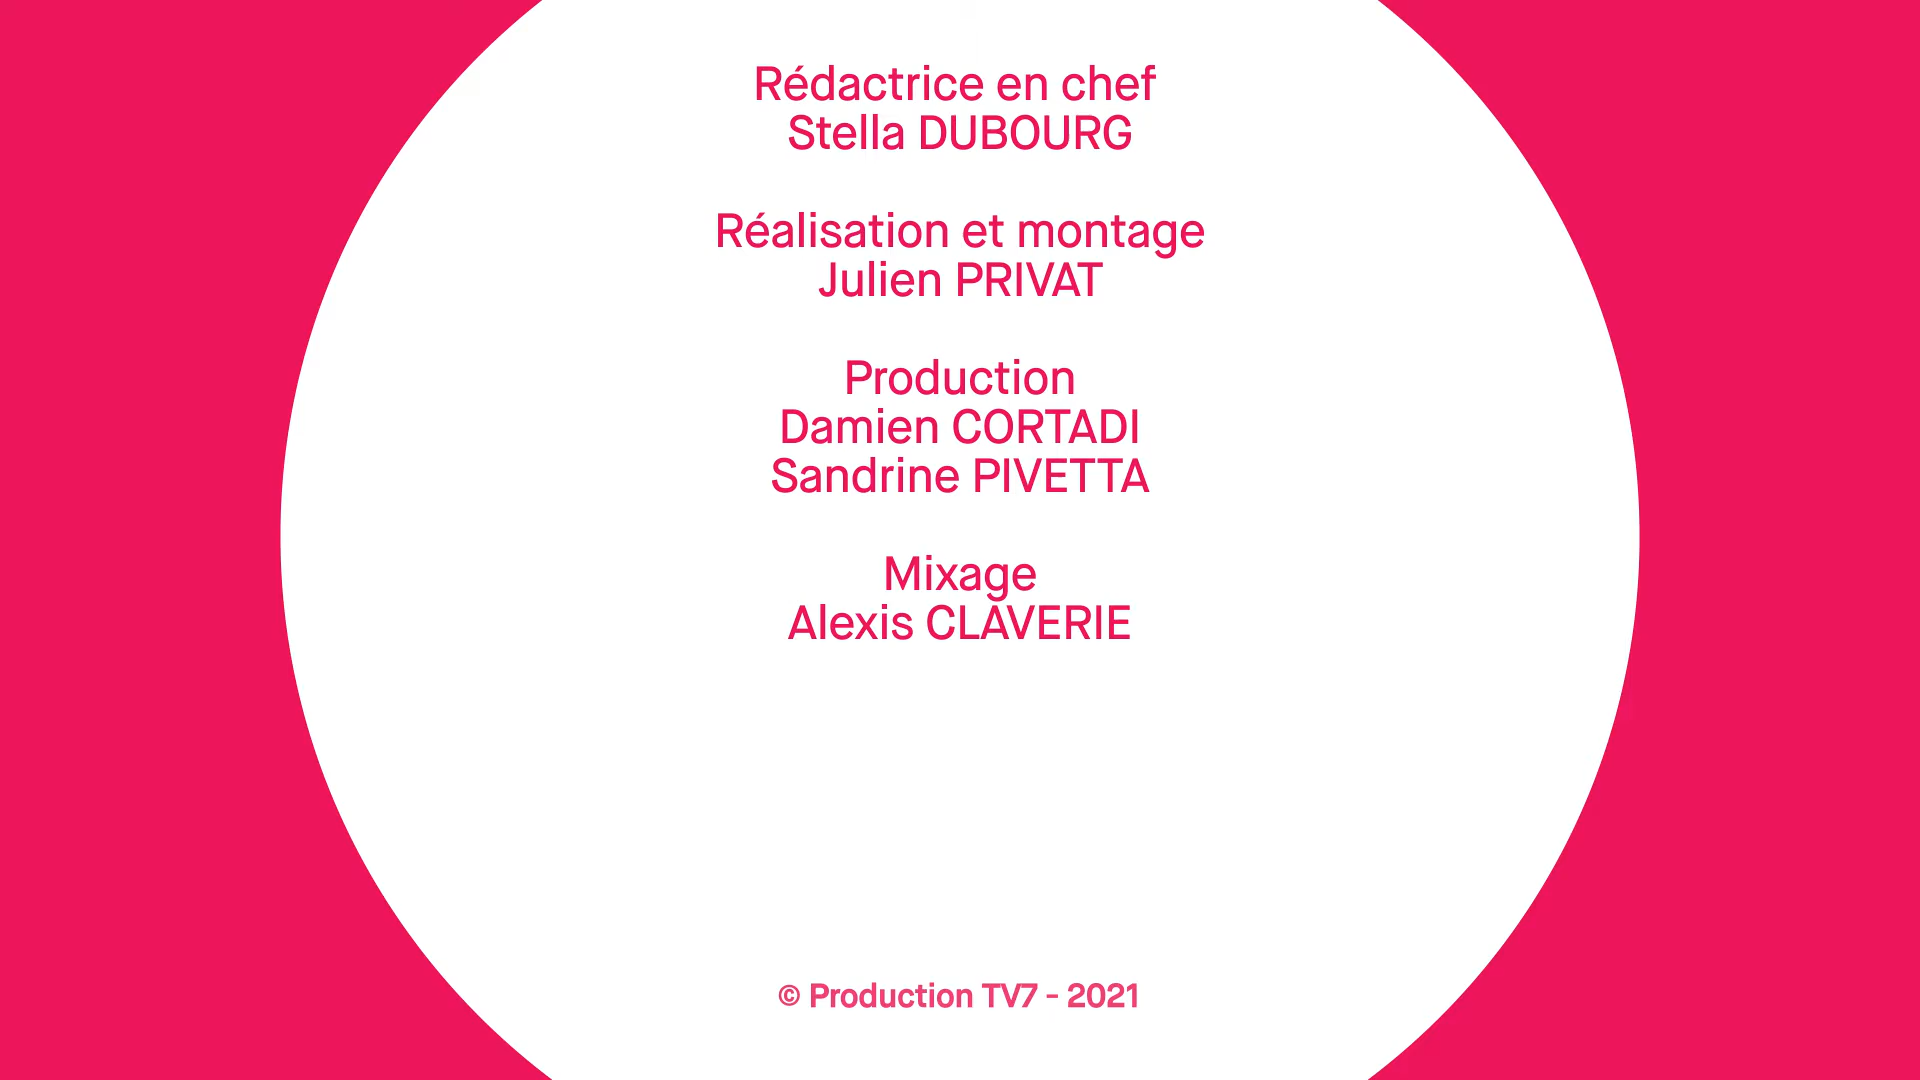 Rédactrice en chef
Stella DUBOURG
Réalisation et montage
Julien PRIVAT
Production
Damien CORTADI
Sandrine PIVETTA
Mixage
Alexis CLAVERIE
© Production TV7 - 2021